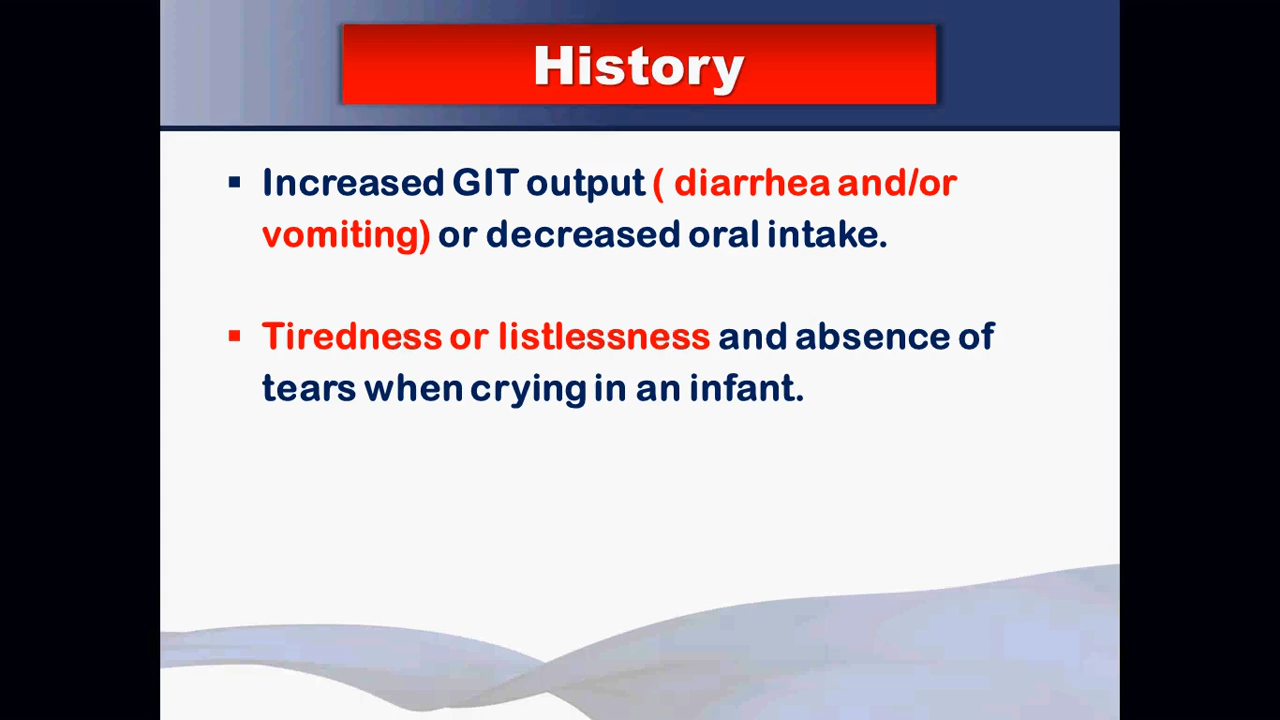 History
▪ Increased GIT output ( diarrhea and/or
vomiting) or decreased oral intake.
▪ Tiredness or listlessness and absence of
tears when crying in an infant.